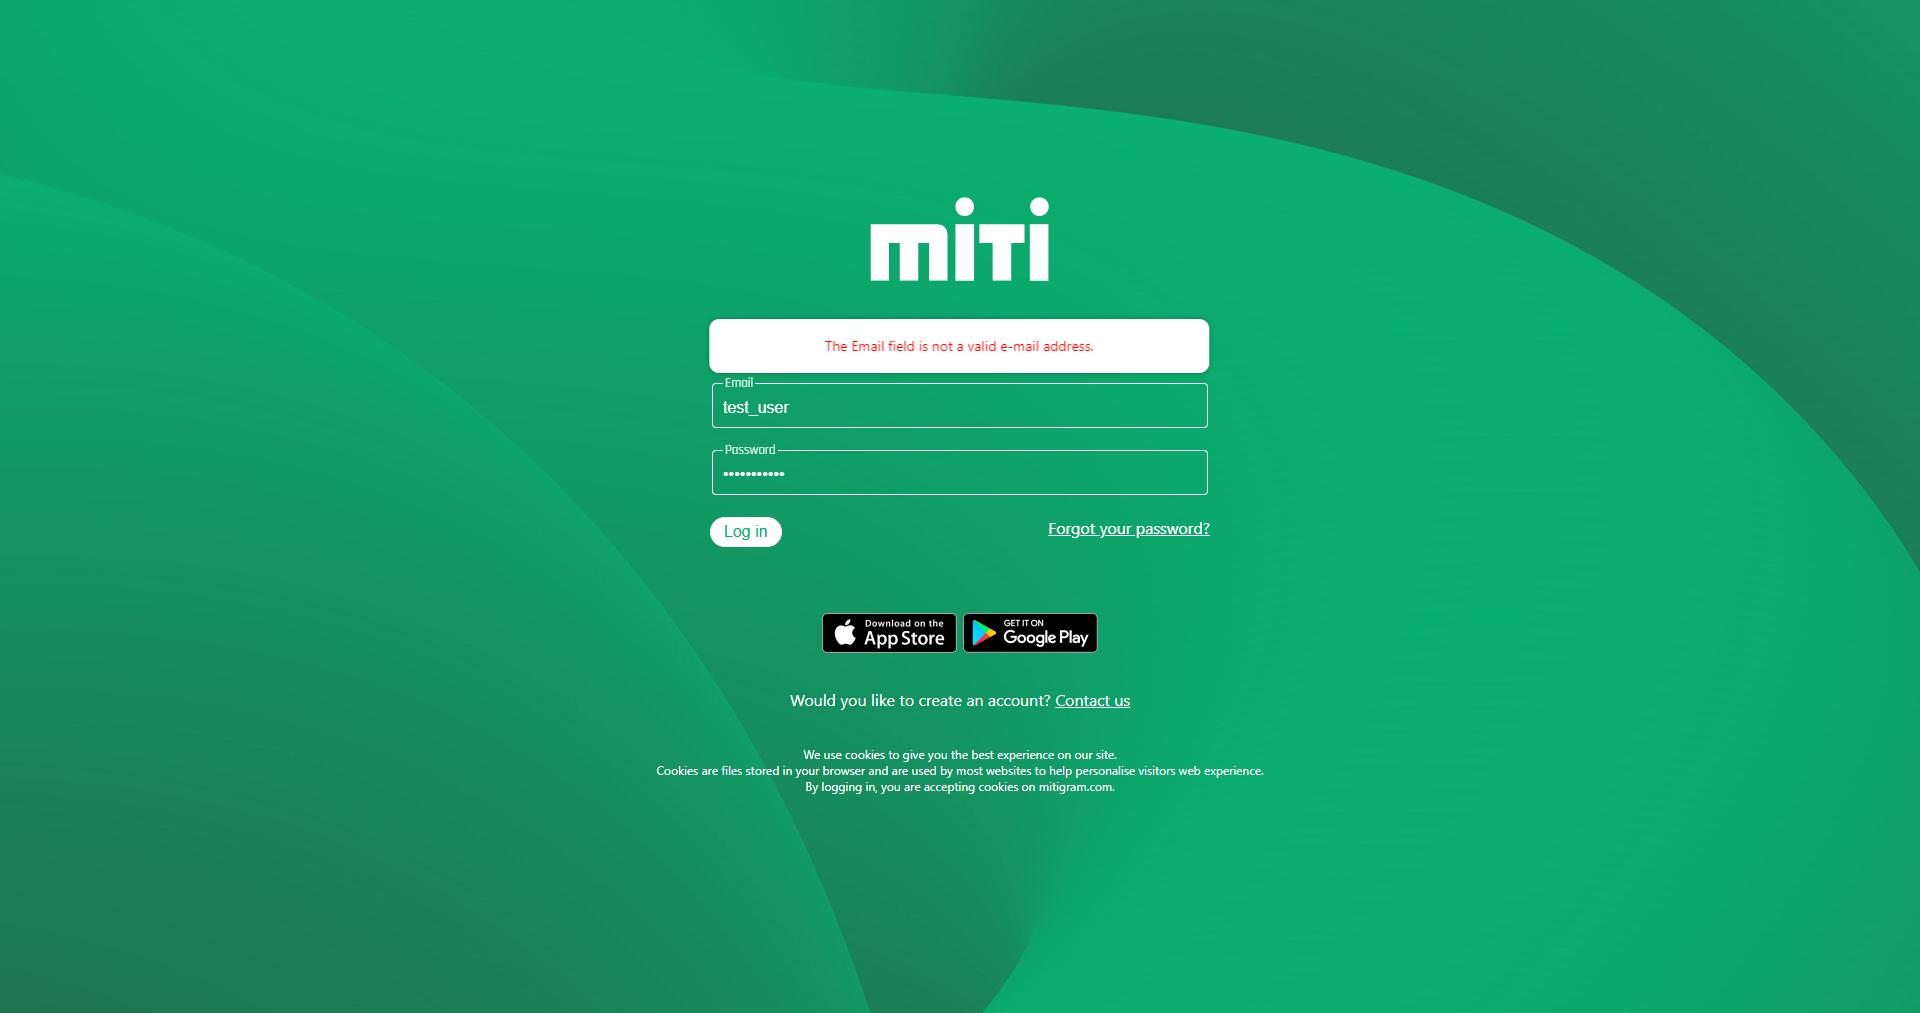 miti
The Email field is not a valid e-mail address.
Email
test_user
Password
•••••••••••
Log in
Forgot your password?
Download on the
App Store
GET IT ON
Google Play
Would you like to create an account? Contact us
We use cookies to give you the best experience on our site.
Cookies are files stored in your browser and are used by most websites to help personalise visitors web experience.
By logging in, you are accepting cookies on mitigram.com.